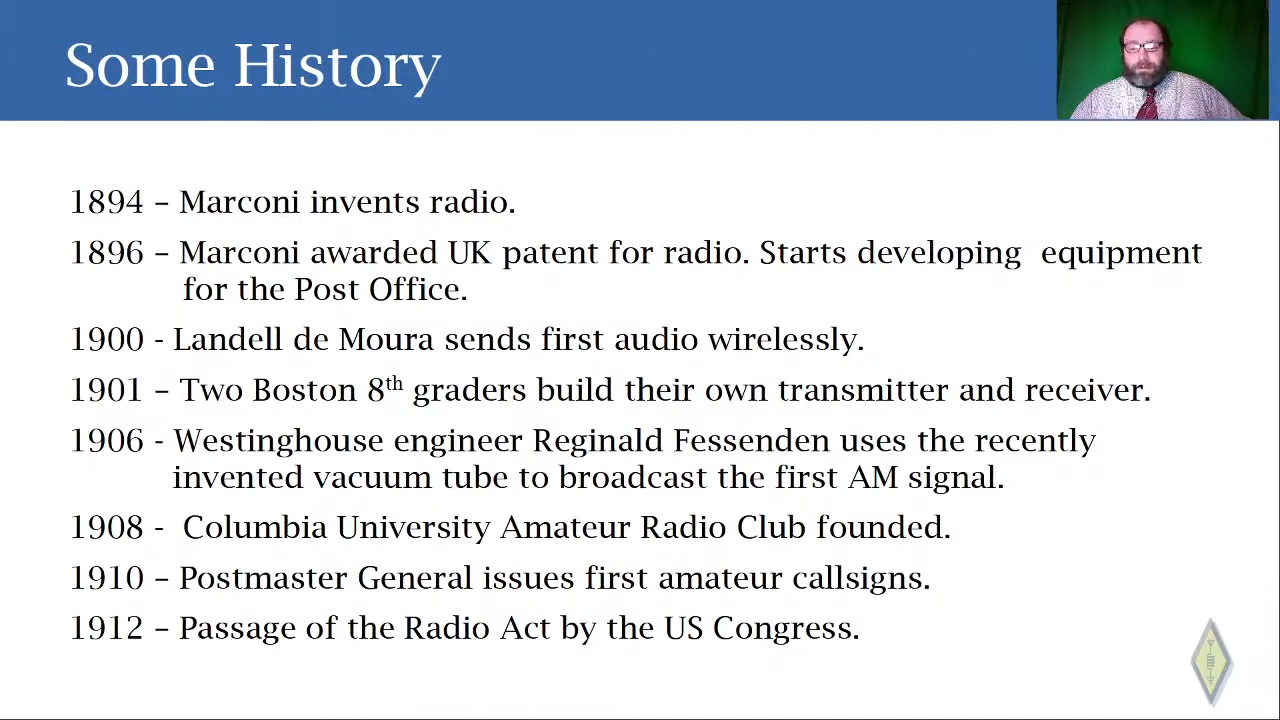 Some History
1894 – Marconi invents radio.
1896 – Marconi awarded UK patent for radio. Starts developing  equipment
for the Post Office.
1900 - Landell de Moura sends first audio wirelessly.
1901 – Two Boston 8th graders build their own transmitter and receiver.
1906 - Westinghouse engineer Reginald Fessenden uses the recently
invented vacuum tube to broadcast the first AM signal.
1908 -  Columbia University Amateur Radio Club founded.
1910 – Postmaster General issues first amateur callsigns.
1912 – Passage of the Radio Act by the US Congress.